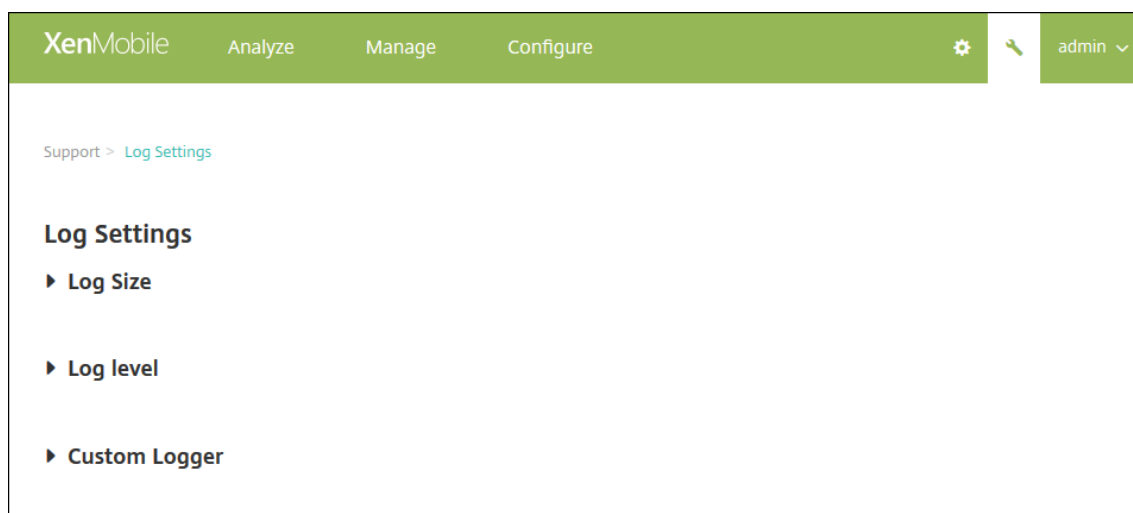 XenMobile Analyze Manage Configure admin
Support > Log Settings
Log Settings
Log Size
Log level
Custom Logger